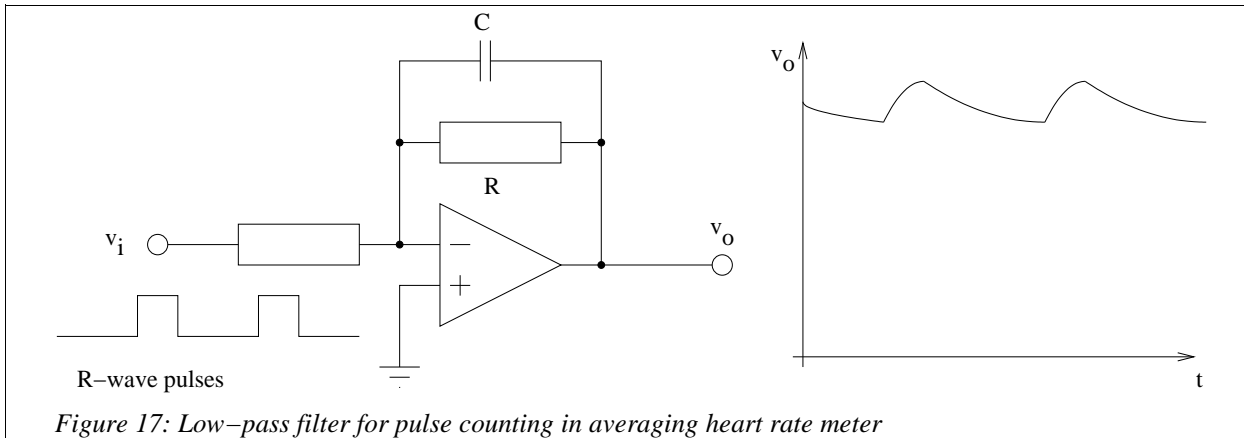 C
R
v_i
v_o
R−wave pulses
v_o
t
Figure 17: Low−pass filter for pulse counting in averaging heart rate meter